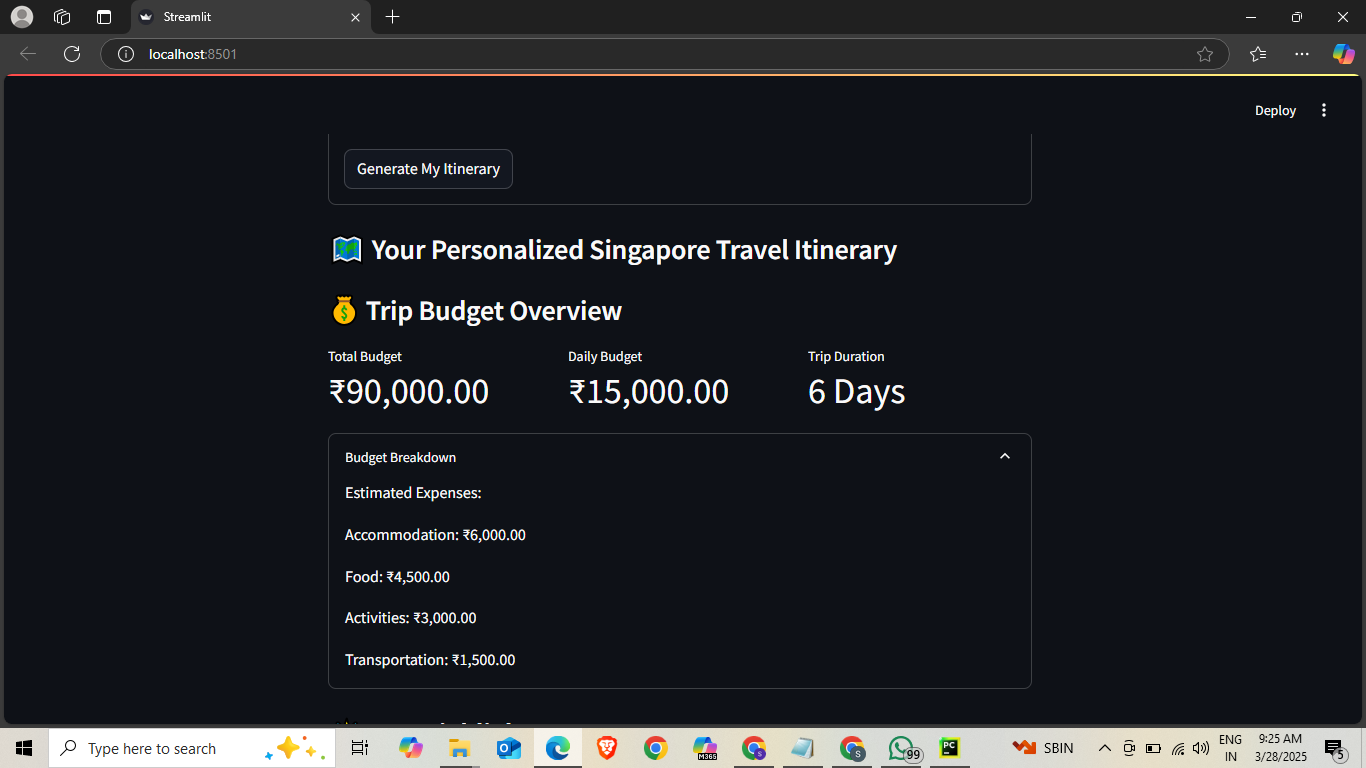 Streamlit
localhost:8501
Deploy
Generate My Itinerary
Your Personalized Singapore Travel Itinerary
Trip Budget Overview
Total Budget Daily Budget Trip Duration
₹90,000.00 ₹15,000.00 6 Days
Budget Breakdown
Estimated Expenses:
Accommodation: ₹6,000.00
Food: ₹4,500.00
Activities: ₹3,000.00
Transportation: ₹1,500.00
Type here to search
M365
S
S
99
PC
SBIN
ENG
IN
9:25 AM
3/28/2025
5